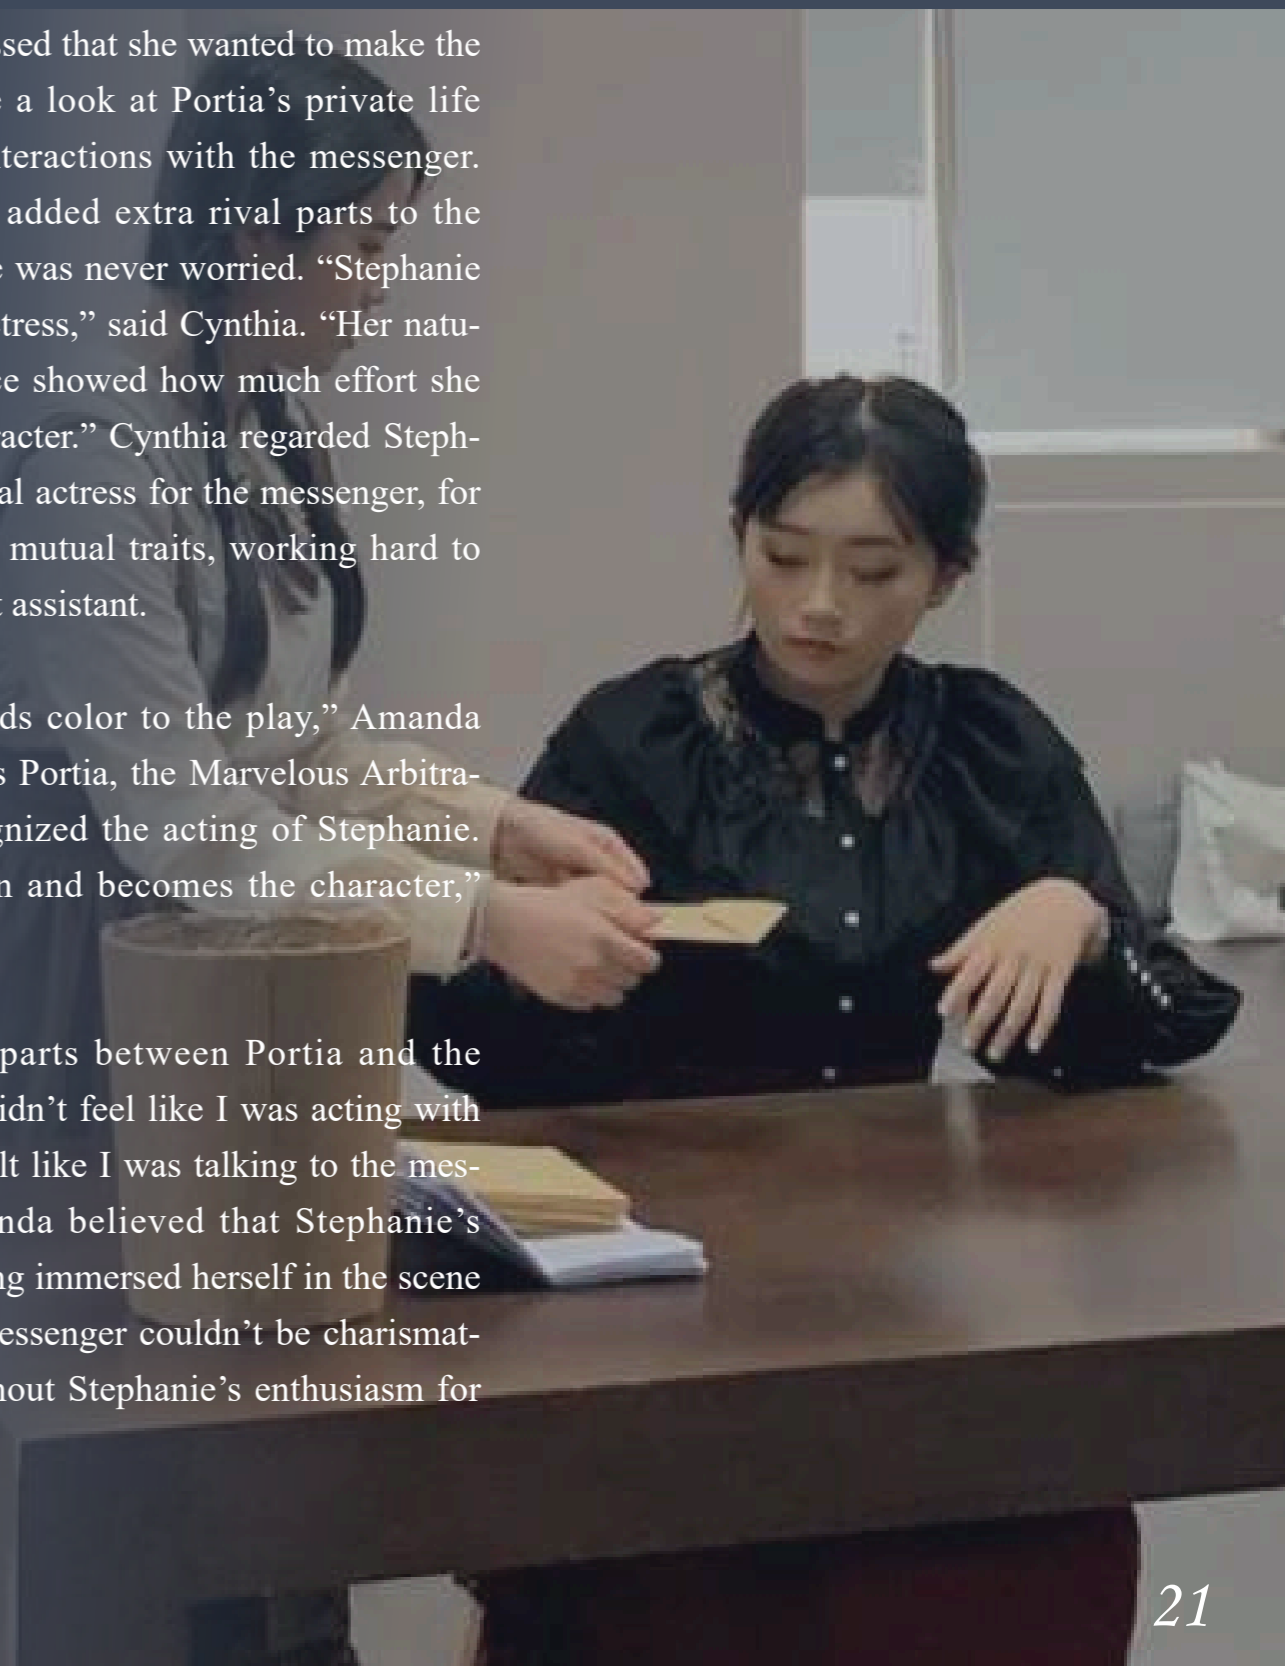 ssed that she wanted to make the
e a look at Portia’s private life
nteractions with the messenger.
added extra rival parts to the
e was never worried. “Stephanie
tress,” said Cynthia. “Her natu-
ce showed how much effort she
racter.” Cynthia regarded Steph-
al actress for the messenger, for
mutual traits, working hard to
t assistant.
ds color to the play,” Amanda
s Portia, the Marvelous Arbitra-
gnized the acting of Stephanie.
n and becomes the character,”
parts between Portia and the
idn’t feel like I was acting with
lt like I was talking to the mes-
nda believed that Stephanie’s
ng immersed herself in the scene
essenger couldn’t be charismat-
hout Stephanie’s enthusiasm for
21